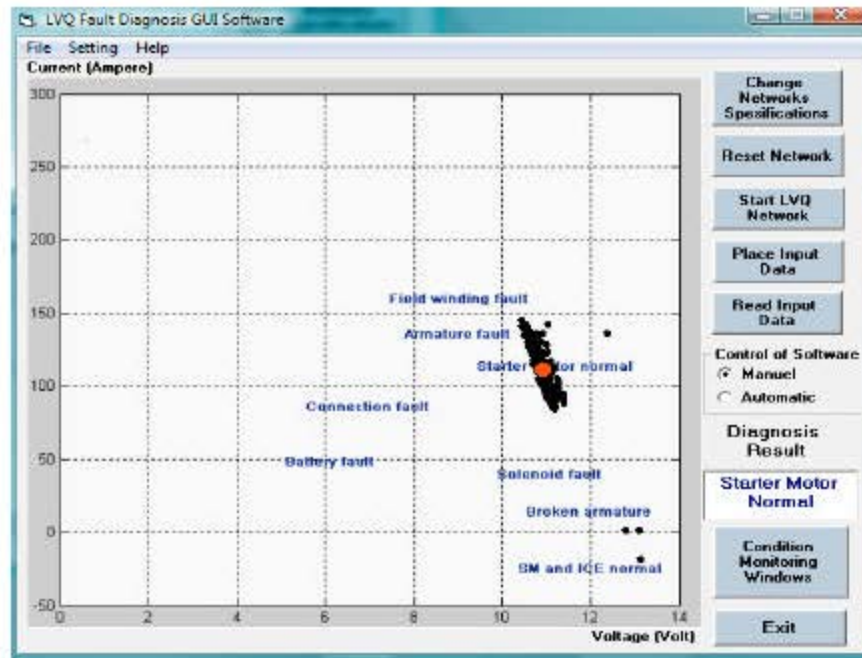 LVQ Fault Diagnosis GUI Software
File Setting Help
Current (Ampere)
300
250
200
150
100
50
0
-50
0 2 4 6 8 10 12 14
Voltage (Volt)
Field winding fault
Armature fault
Starter motor normal
Connection fault
Battery fault
Solenoid fault
Broken armature
SM and ICE normal
Change
Networks
Spesifications
Reset Network
Start LVQ
Network
Place Input
Data
Read Input
Data
Control of Software
Manuel
Automatic
Diagnosis
Result
Starter Motor
Normal
Condition
Monitoring
Windows
Exit